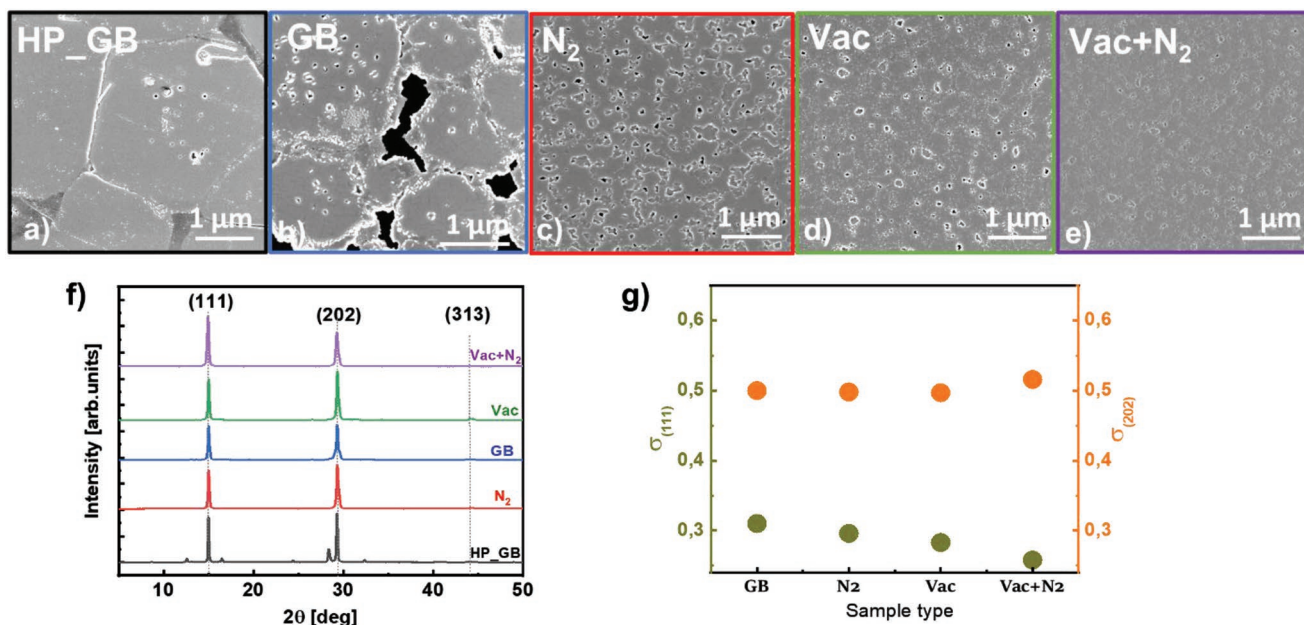 HP_GB
a)
1 μm
GB
b)
1 μm
N₂
c)
1 μm
Vac
d)
1 μm
Vac+N₂
e)
1 μm
f)
(111)
(202)
(313)
Vac+N₂
Vac
GB
N₂
HP_GB
Intensity [arb.units]
0 10 20 30 40 50
2θ [deg]
g)
0,6
0,5
0,4
0,3
σ(111)
0,6
0,5
0,4
0,3
σ(202)
GB N2 Vac Vac+N2
Sample type